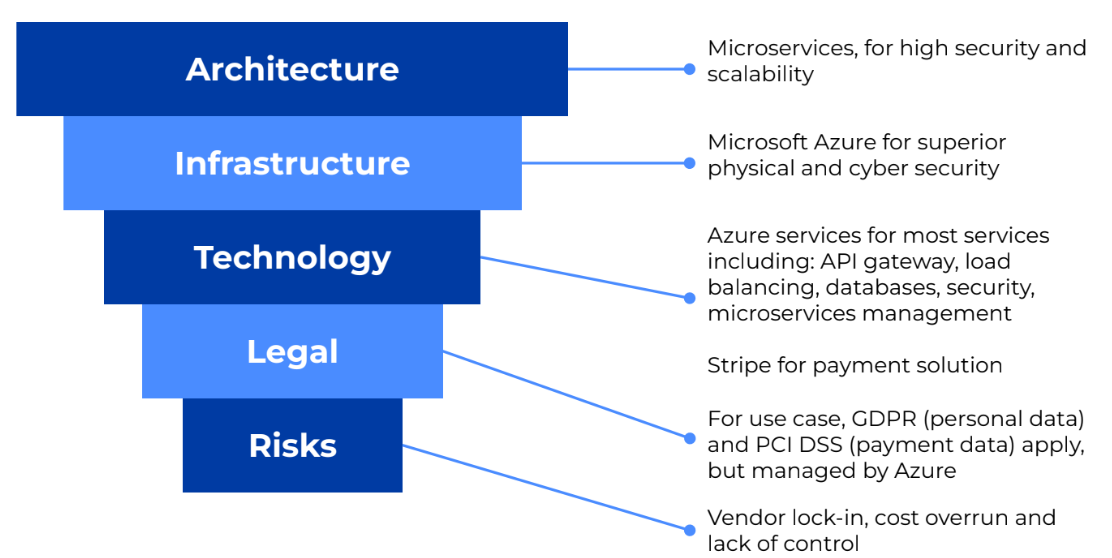 Architecture
Microservices, for high security and
scalability
Infrastructure
Microsoft Azure for superior
physical and cyber security
Technology
Azure services for most services
including: API gateway, load
balancing, databases, security,
microservices management
Stripe for payment solution
Legal
For use case, GDPR (personal data)
and PCI DSS (payment data) apply,
but managed by Azure
Risks
Vendor lock-in, cost overrun and
lack of control